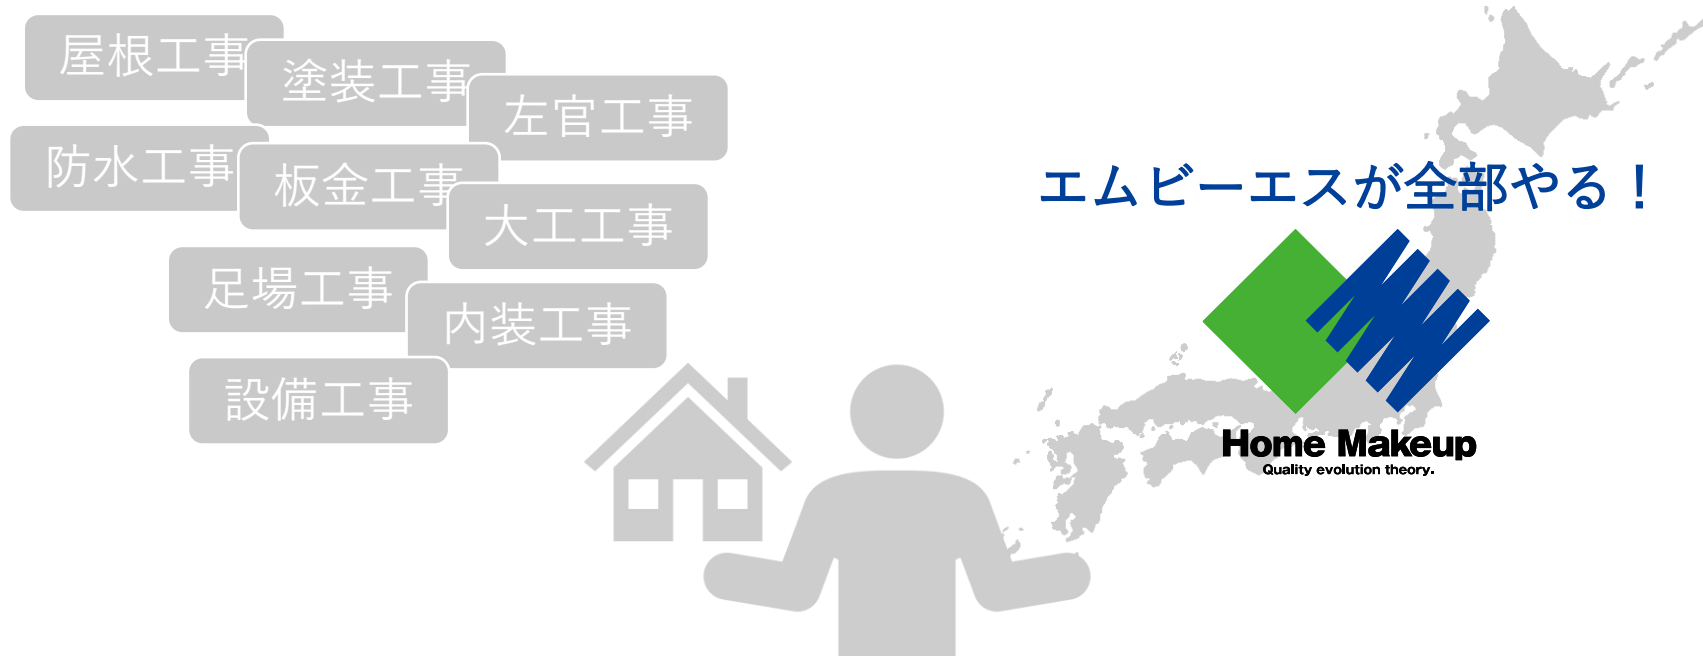 屋根工事
塗装工事
左官工事
防水工事
板金工事
大工工事
足場工事
内装工事
設備工事
エムビーエスが全部やる！
Home Makeup
Quality evolution theory.